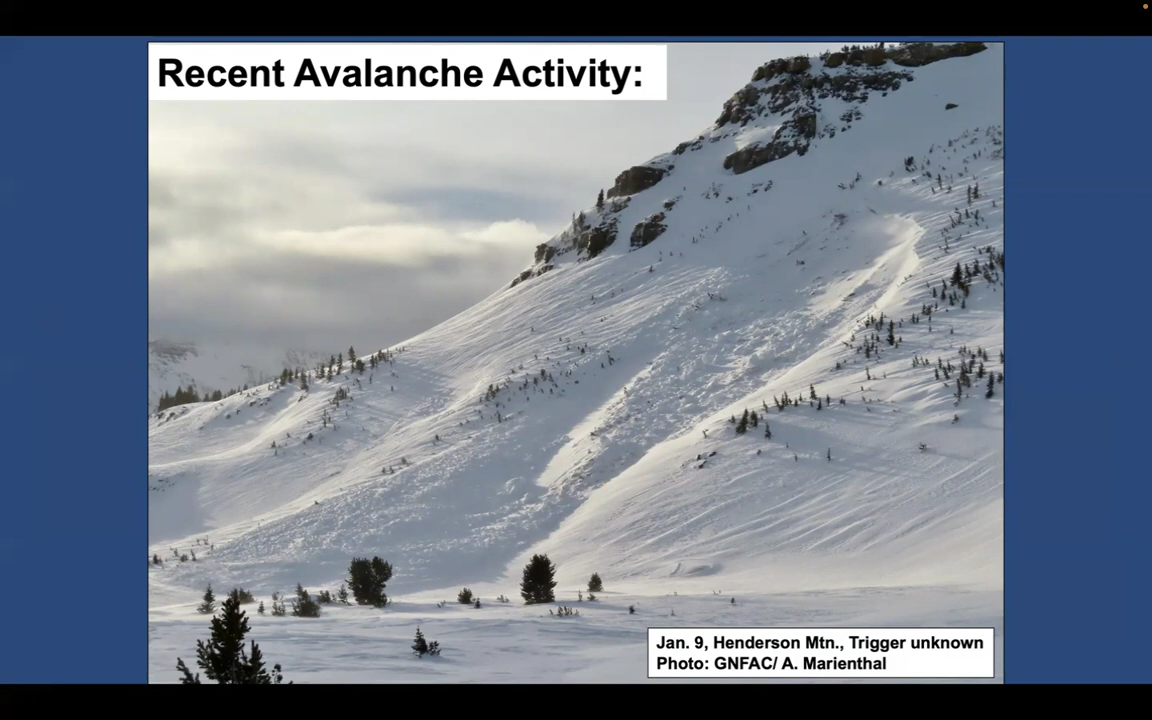 Recent Avalanche Activity:
Jan. 9, Henderson Mtn., Trigger unknown
Photo: GNFAC/ A. Marienthal